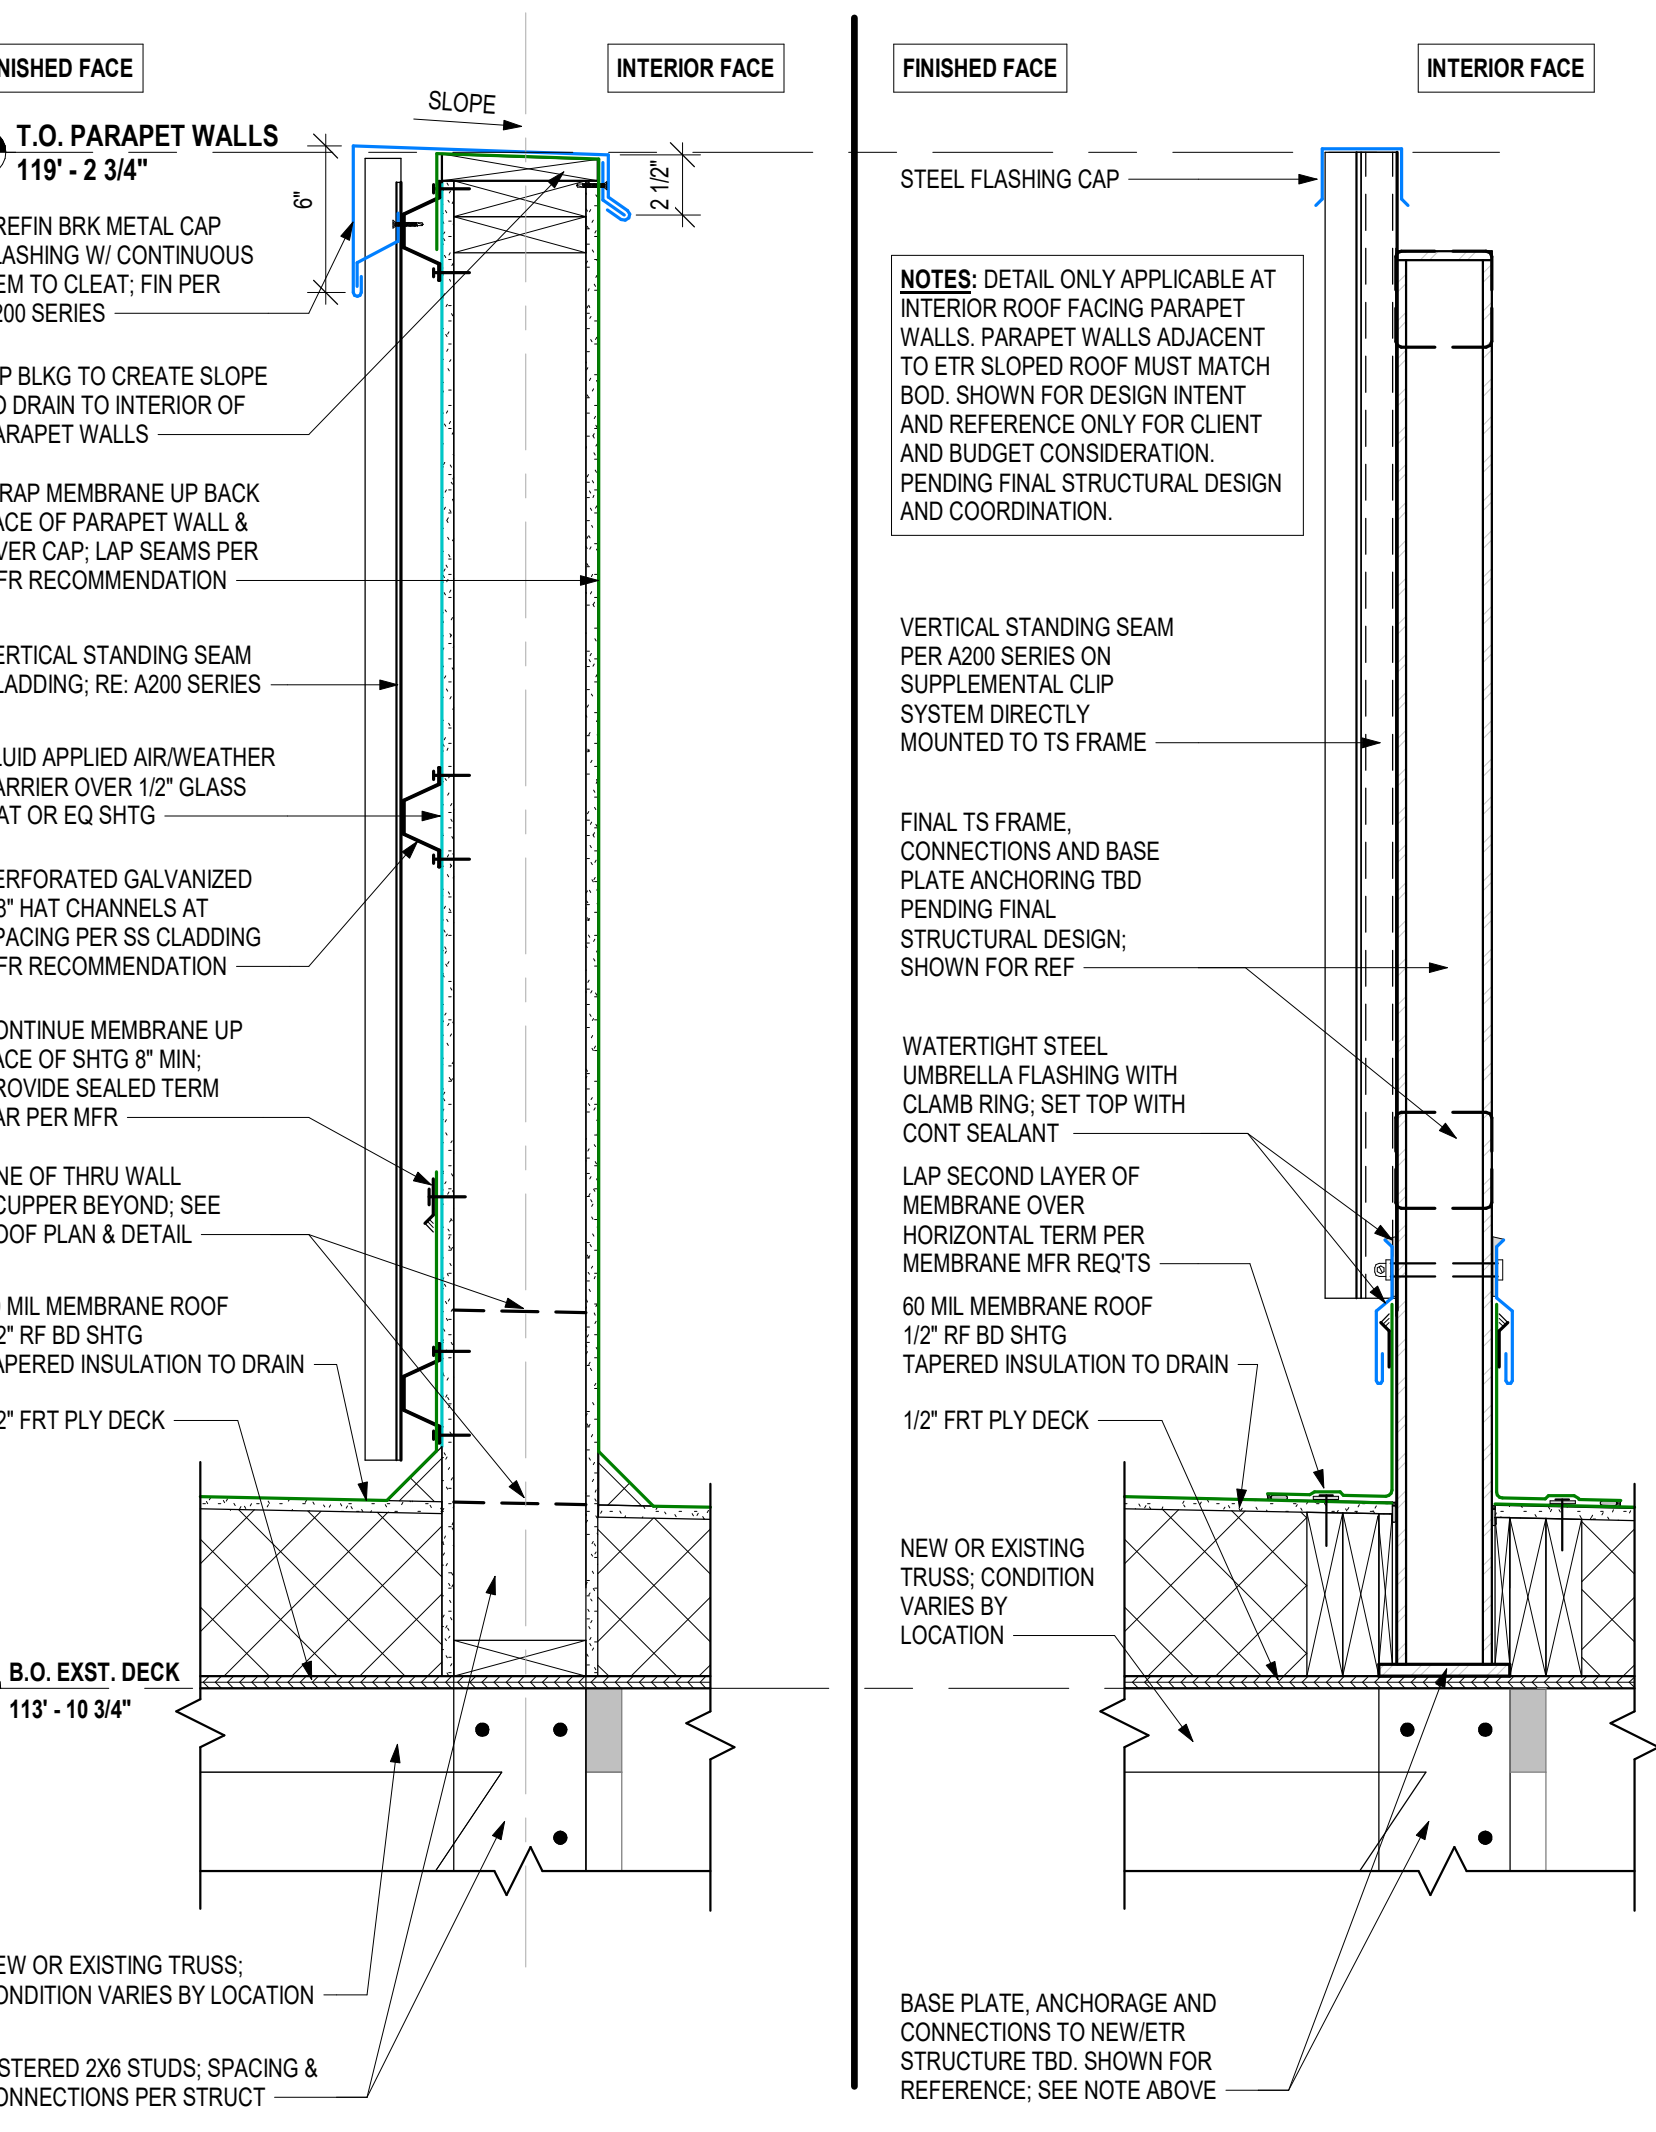 NISHED FACE
INTERIOR FACE
SLOPE
T.O. PARAPET WALLS
119' - 2 3/4"
6"
2 1/2"
REFIN BRK METAL CAP
LASHING W/ CONTINUOUS
EM TO CLEAT; FIN PER
200 SERIES
P BLKG TO CREATE SLOPE
O DRAIN TO INTERIOR OF
ARAPET WALLS
RAP MEMBRANE UP BACK
ACE OF PARAPET WALL &
VER CAP; LAP SEAMS PER
FR RECOMMENDATION
ERTICAL STANDING SEAM
LADDING; RE: A200 SERIES
LUID APPLIED AIR/WEATHER
ARRIER OVER 1/2" GLASS
AT OR EQ SHTG
ERFORATED GALVANIZED
8" HAT CHANNELS AT
PACING PER SS CLADDING
FR RECOMMENDATION
ONTINUE MEMBRANE UP
ACE OF SHTG 8" MIN;
ROVIDE SEALED TERM
AR PER MFR
NE OF THRU WALL
CUPPER BEYOND; SEE
OOF PLAN & DETAIL
MIL MEMBRANE ROOF
2" RF BD SHTG
APERED INSULATION TO DRAIN
2" FRT PLY DECK
B.O. EXST. DECK
113' - 10 3/4"
EW OR EXISTING TRUSS;
ONDITION VARIES BY LOCATION
STERED 2X6 STUDS; SPACING &
ONNECTIONS PER STRUCT
FINISHED FACE
INTERIOR FACE
STEEL FLASHING CAP
NOTES: DETAIL ONLY APPLICABLE AT
INTERIOR ROOF FACING PARAPET
WALLS. PARAPET WALLS ADJACENT
TO ETR SLOPED ROOF MUST MATCH
BOD. SHOWN FOR DESIGN INTENT
AND REFERENCE ONLY FOR CLIENT
AND BUDGET CONSIDERATION.
PENDING FINAL STRUCTURAL DESIGN
AND COORDINATION.
VERTICAL STANDING SEAM
PER A200 SERIES ON
SUPPLEMENTAL CLIP
SYSTEM DIRECTLY
MOUNTED TO TS FRAME
FINAL TS FRAME,
CONNECTIONS AND BASE
PLATE ANCHORING TBD
PENDING FINAL
STRUCTURAL DESIGN;
SHOWN FOR REF
WATERTIGHT STEEL
UMBRELLA FLASHING WITH
CLAMB RING; SET TOP WITH
CONT SEALANT
LAP SECOND LAYER OF
MEMBRANE OVER
HORIZONTAL TERM PER
MEMBRANE MFR REQ'TS
60 MIL MEMBRANE ROOF
1/2" RF BD SHTG
TAPERED INSULATION TO DRAIN
1/2" FRT PLY DECK
NEW OR EXISTING
TRUSS; CONDITION
VARIES BY
LOCATION
BASE PLATE, ANCHORAGE AND
CONNECTIONS TO NEW/ETR
STRUCTURE TBD. SHOWN FOR
REFERENCE; SEE NOTE ABOVE